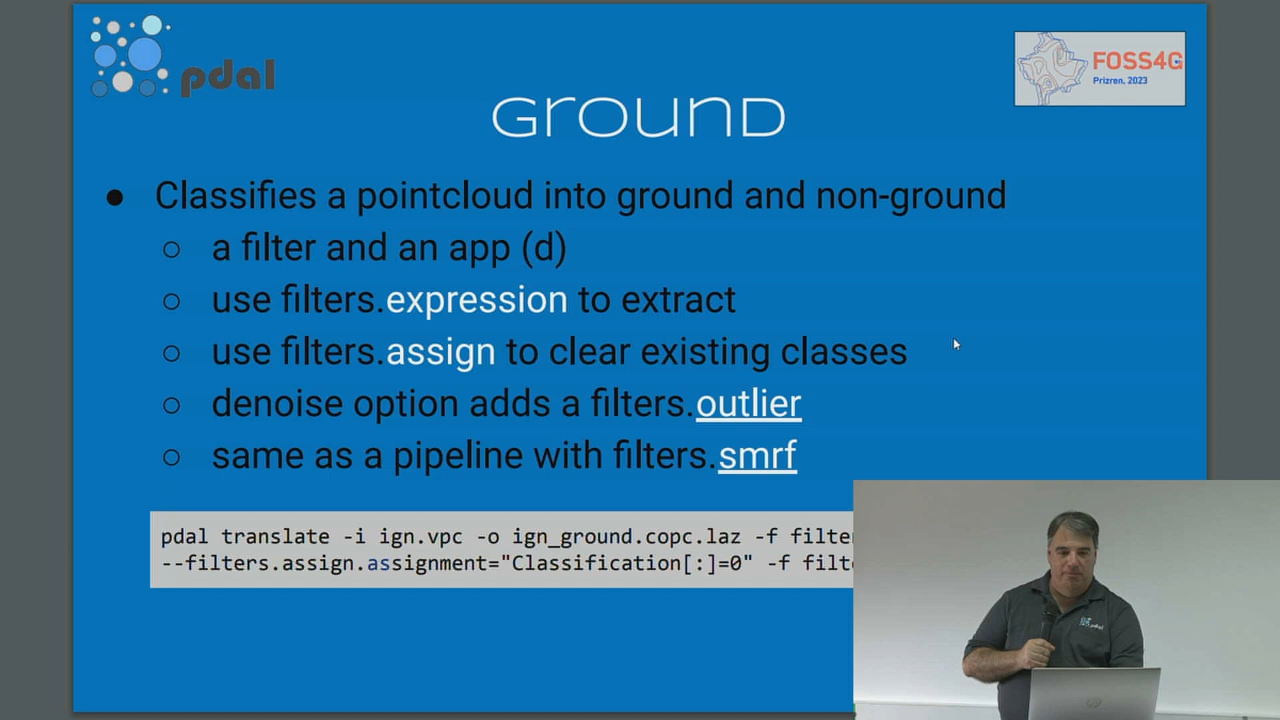 pdal
FOSS4G
Prizren, 2023
Ground
● Classifies a pointcloud into ground and non-ground
○ a filter and an app (d)
○ use filters.expression to extract
○ use filters.assign to clear existing classes
○ denoise option adds a filters.outlier
○ same as a pipeline with filters.smrf
pdal translate -i ign.vpc -o ign_ground.copc.laz -f filte
--filters.assign.assignment="Classification[:]=0" -f filt
pdal
hp